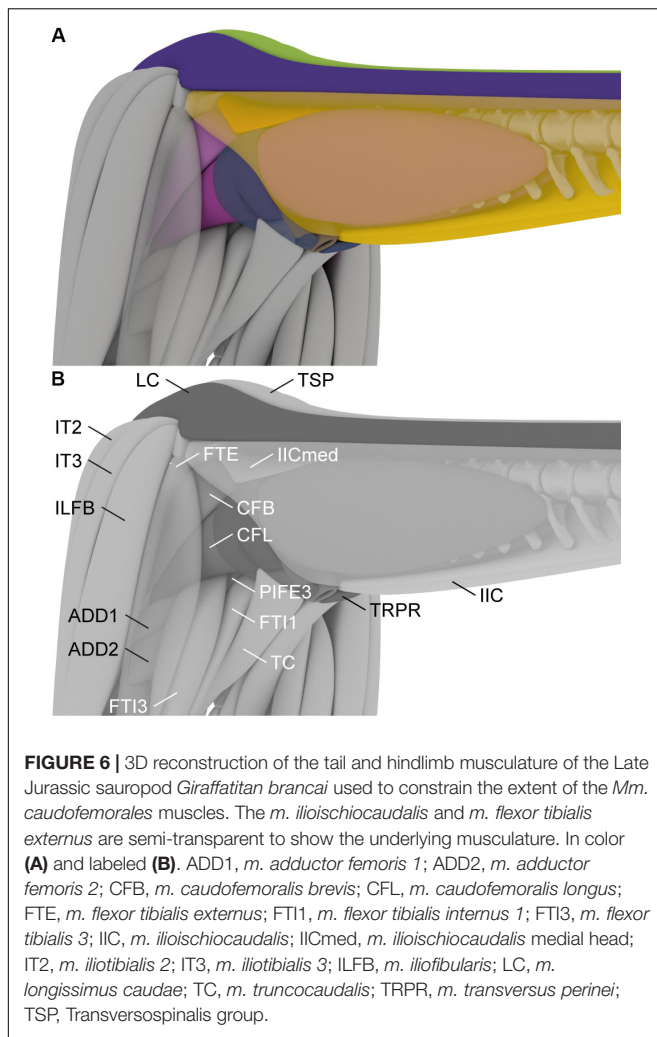 A
B
LC
TSP
IT2
FTE
IICmed
IT3
ILFB
CFB
CFL
PIFE3
IIC
ADD1
FTI1
TRPR
ADD2
TC
FTI3
FIGURE 6 | 3D reconstruction of the tail and hindlimb musculature of the Late
Jurassic sauropod Giraffatitan brancai used to constrain the extent of the Mm.
caudofemorales muscles. The m. ilioischiocaudalis and m. flexor tibialis
externus are semi-transparent to show the underlying musculature. In color
(A) and labeled (B). ADD1, m. adductor femoris 1; ADD2, m. adductor
femoris 2; CFB, m. caudofemoralis brevis; CFL, m. caudofemoralis longus;
FTE, m. flexor tibialis externus; FTI1, m. flexor tibialis internus 1; FTI3, m. flexor
tibialis 3; IIC, m. ilioischiocaudalis; IICmed, m. ilioischiocaudalis medial head;
IT2, m. iliotibialis 2; IT3, m. iliotibialis 3; ILFB, m. iliofibularis; LC, m.
longissimus caudae; TC, m. truncocaudalis; TRPR, m. transversus perinei;
TSP, Transversospinalis group.